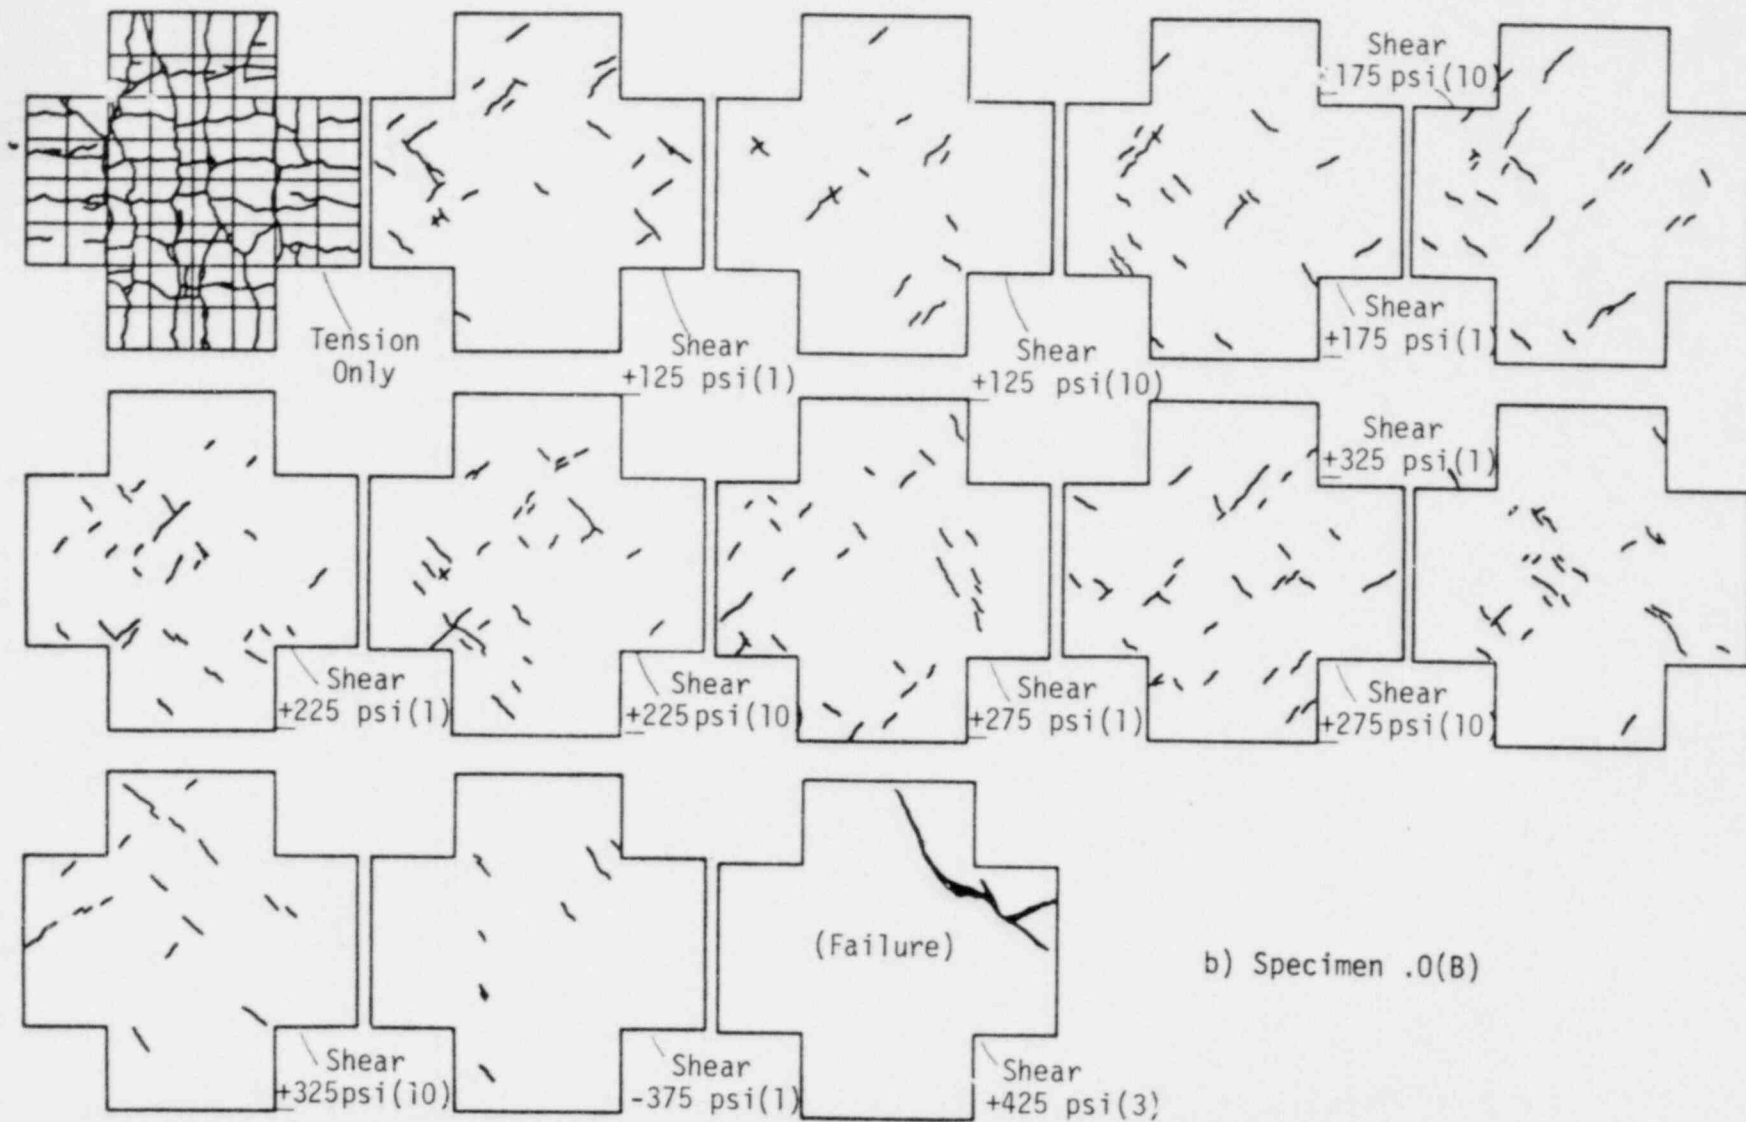 Shear
±175 psi(10)
Tension
Only
Shear
±125 psi(1)
Shear
±125 psi(10)
Shear
±175 psi(1)
Shear
±325 psi(1)
Shear
±225 psi(1)
Shear
±225psi(10
Shear
±275 psi(1)
Shear
±275psi(10)
(Failure)
b) Specimen .0(B)
Shear
±325psi(10)
Shear
-375 psi(1)
Shear
+425 psi(3)